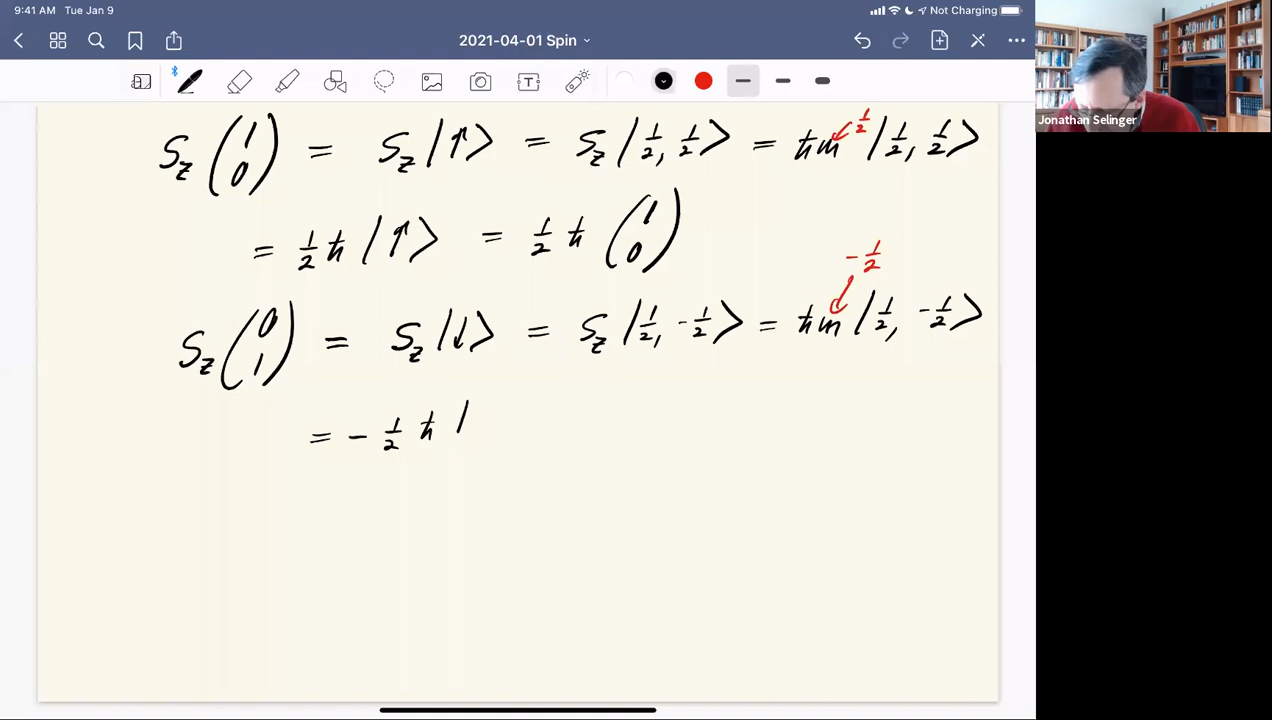 9:41 AM Tue Jan 9
Not Charging
2021-04-01 Spin
T
Jonathan Selinger
S_z (1 0) = S_z |↑⟩ = S_z |1/2, 1/2⟩ = ħm |1/2, 1/2⟩
1/2
= 1/2 ħ |↑⟩ = 1/2 ħ (1 0)
-1/2
S_z (0 1) = S_z |↓⟩ = S_z |1/2, -1/2⟩ = ħm |1/2, -1/2⟩
= - 1/2 ħ |